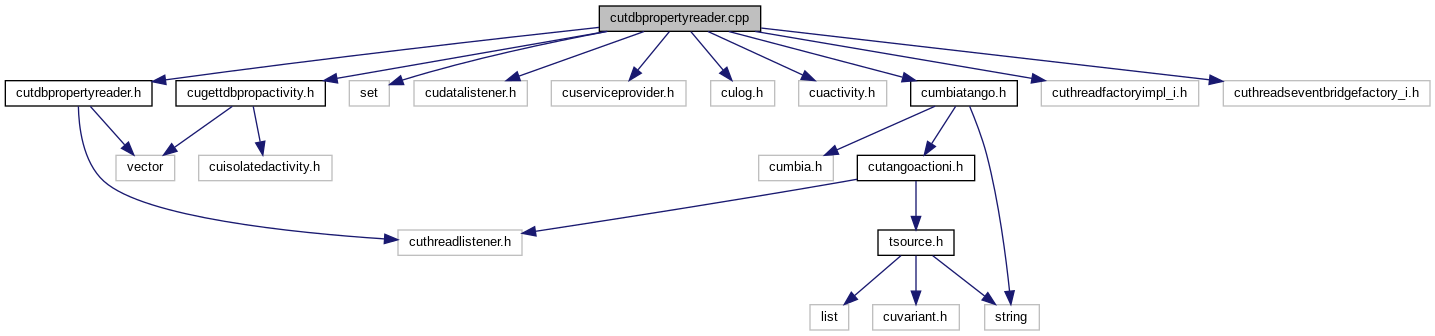 cutdbpropertyreader.cpp
cutdbpropertyreader.h
cugettdbpropactivity.h
set
cudatalistener.h
cuserviceprovider.h
culog.h
cuactivity.h
cumbiatango.h
cuthreadfactoryimpl_i.h
cuthreadseventbridgefactory_i.h
vector
cuisolatedactivity.h
cumbia.h
cutangoactioni.h
cuthreadlistener.h
tsource.h
list
cuvariant.h
string